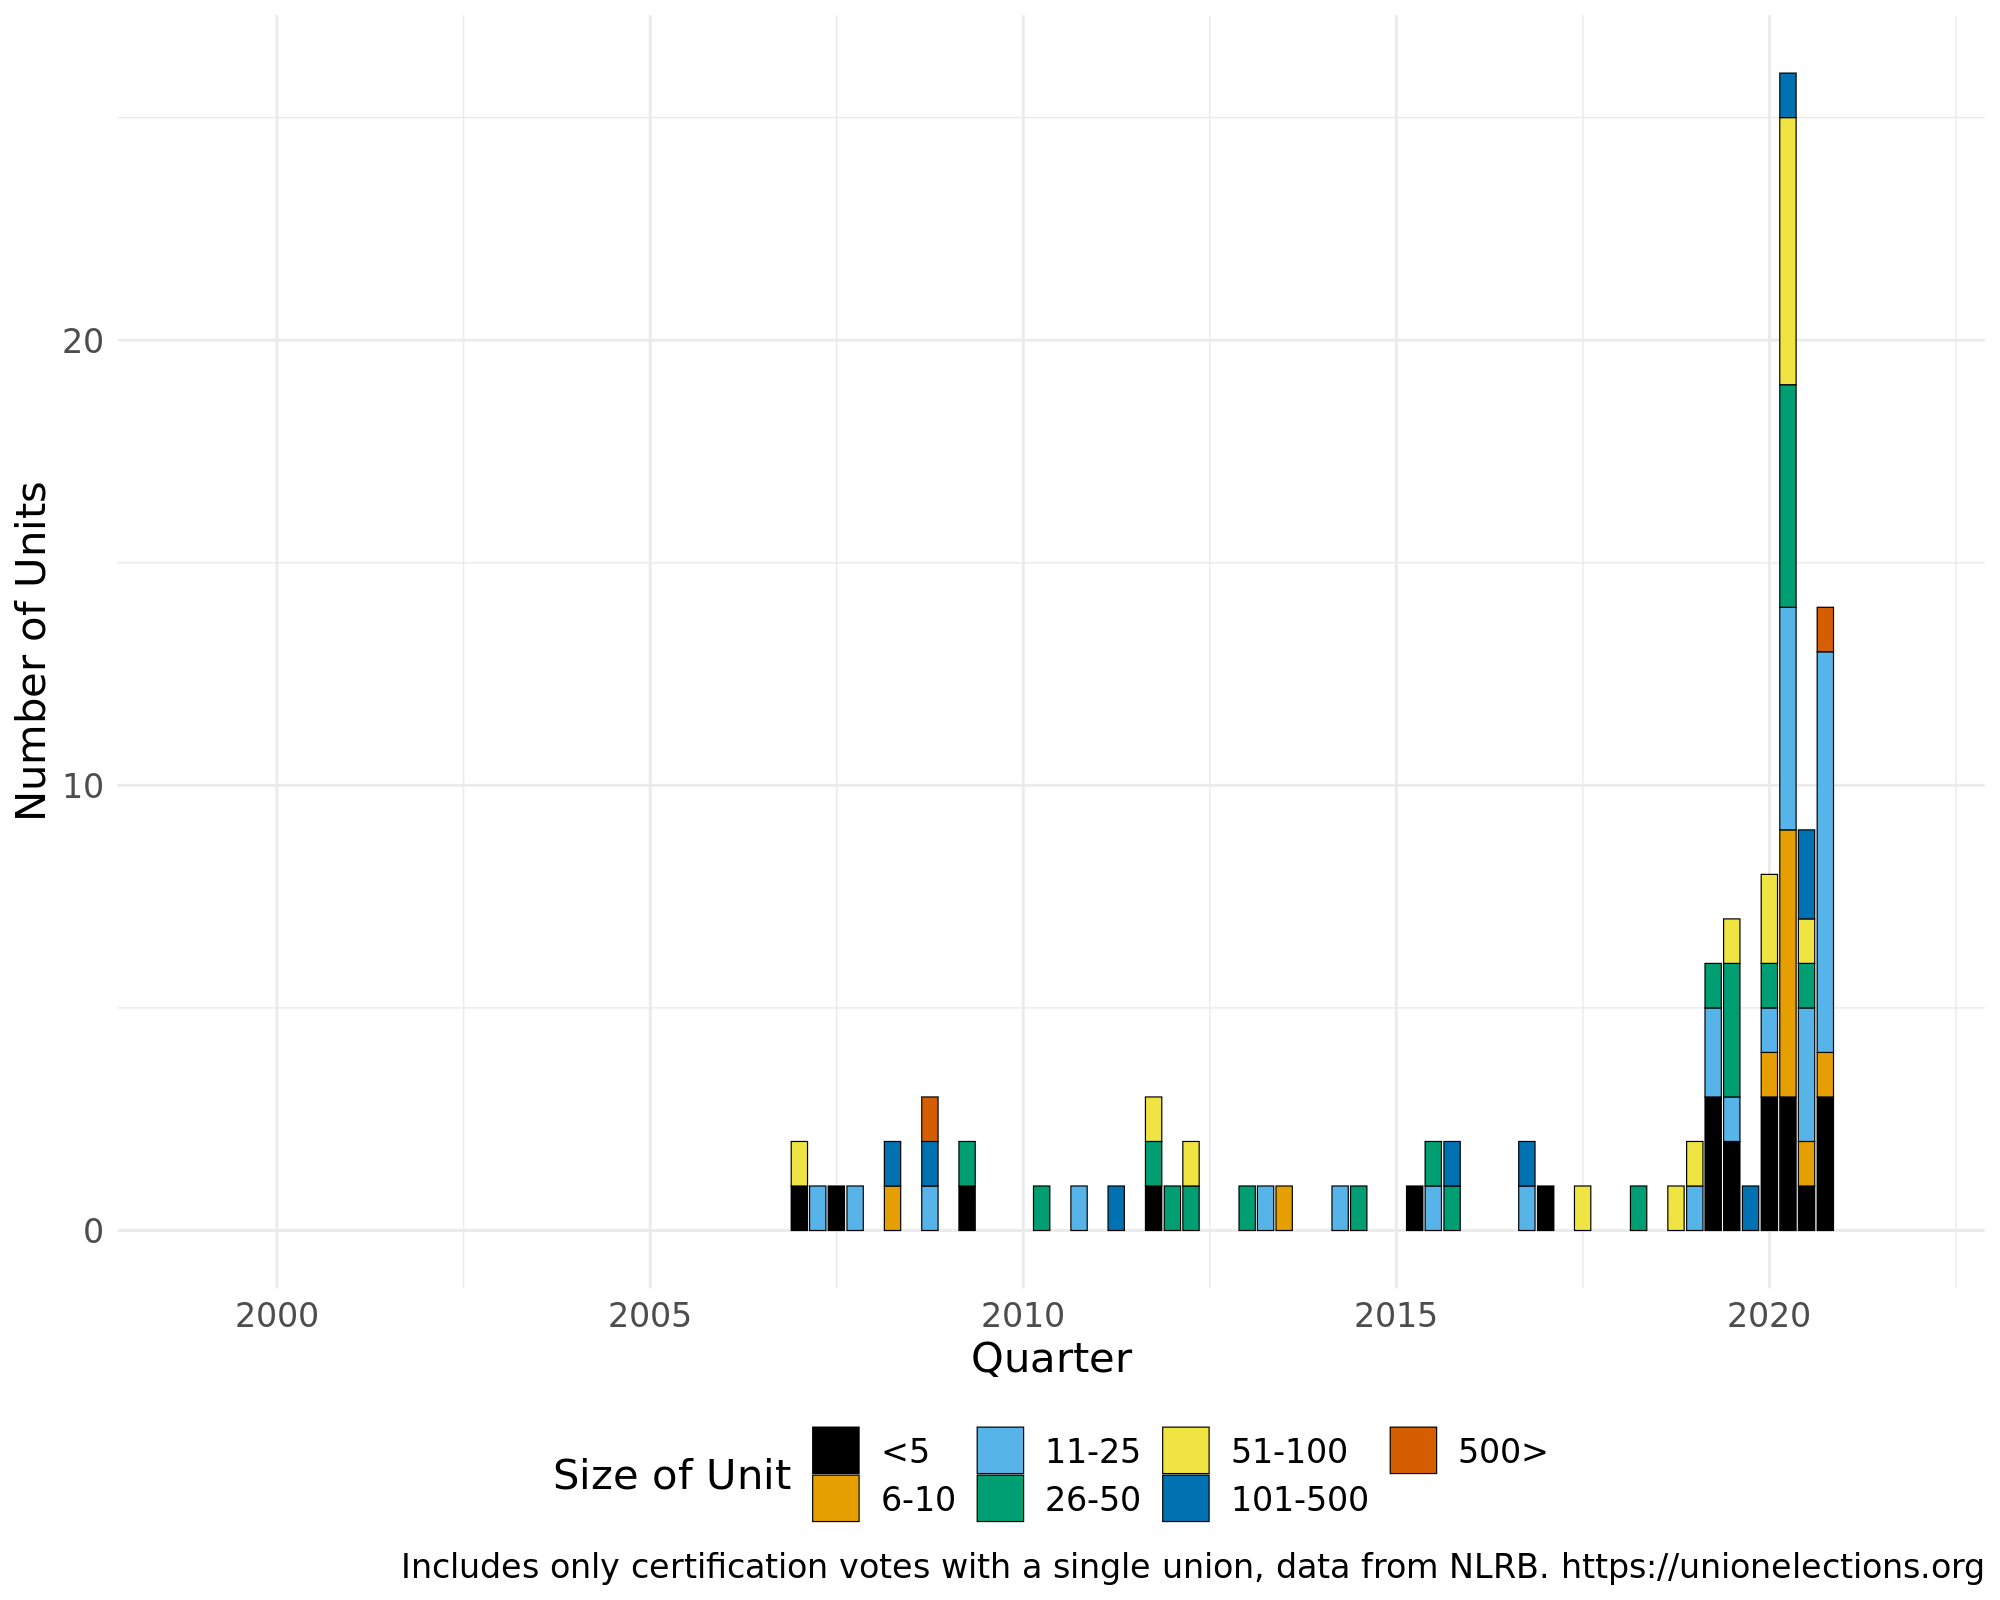 20
10
0
Number of Units
2000 2005 2010 2015 2020
Quarter
Size of Unit
<5 11-25 51-100 500>
6-10 26-50 101-500
Includes only certification votes with a single union, data from NLRB. https://unionelections.org